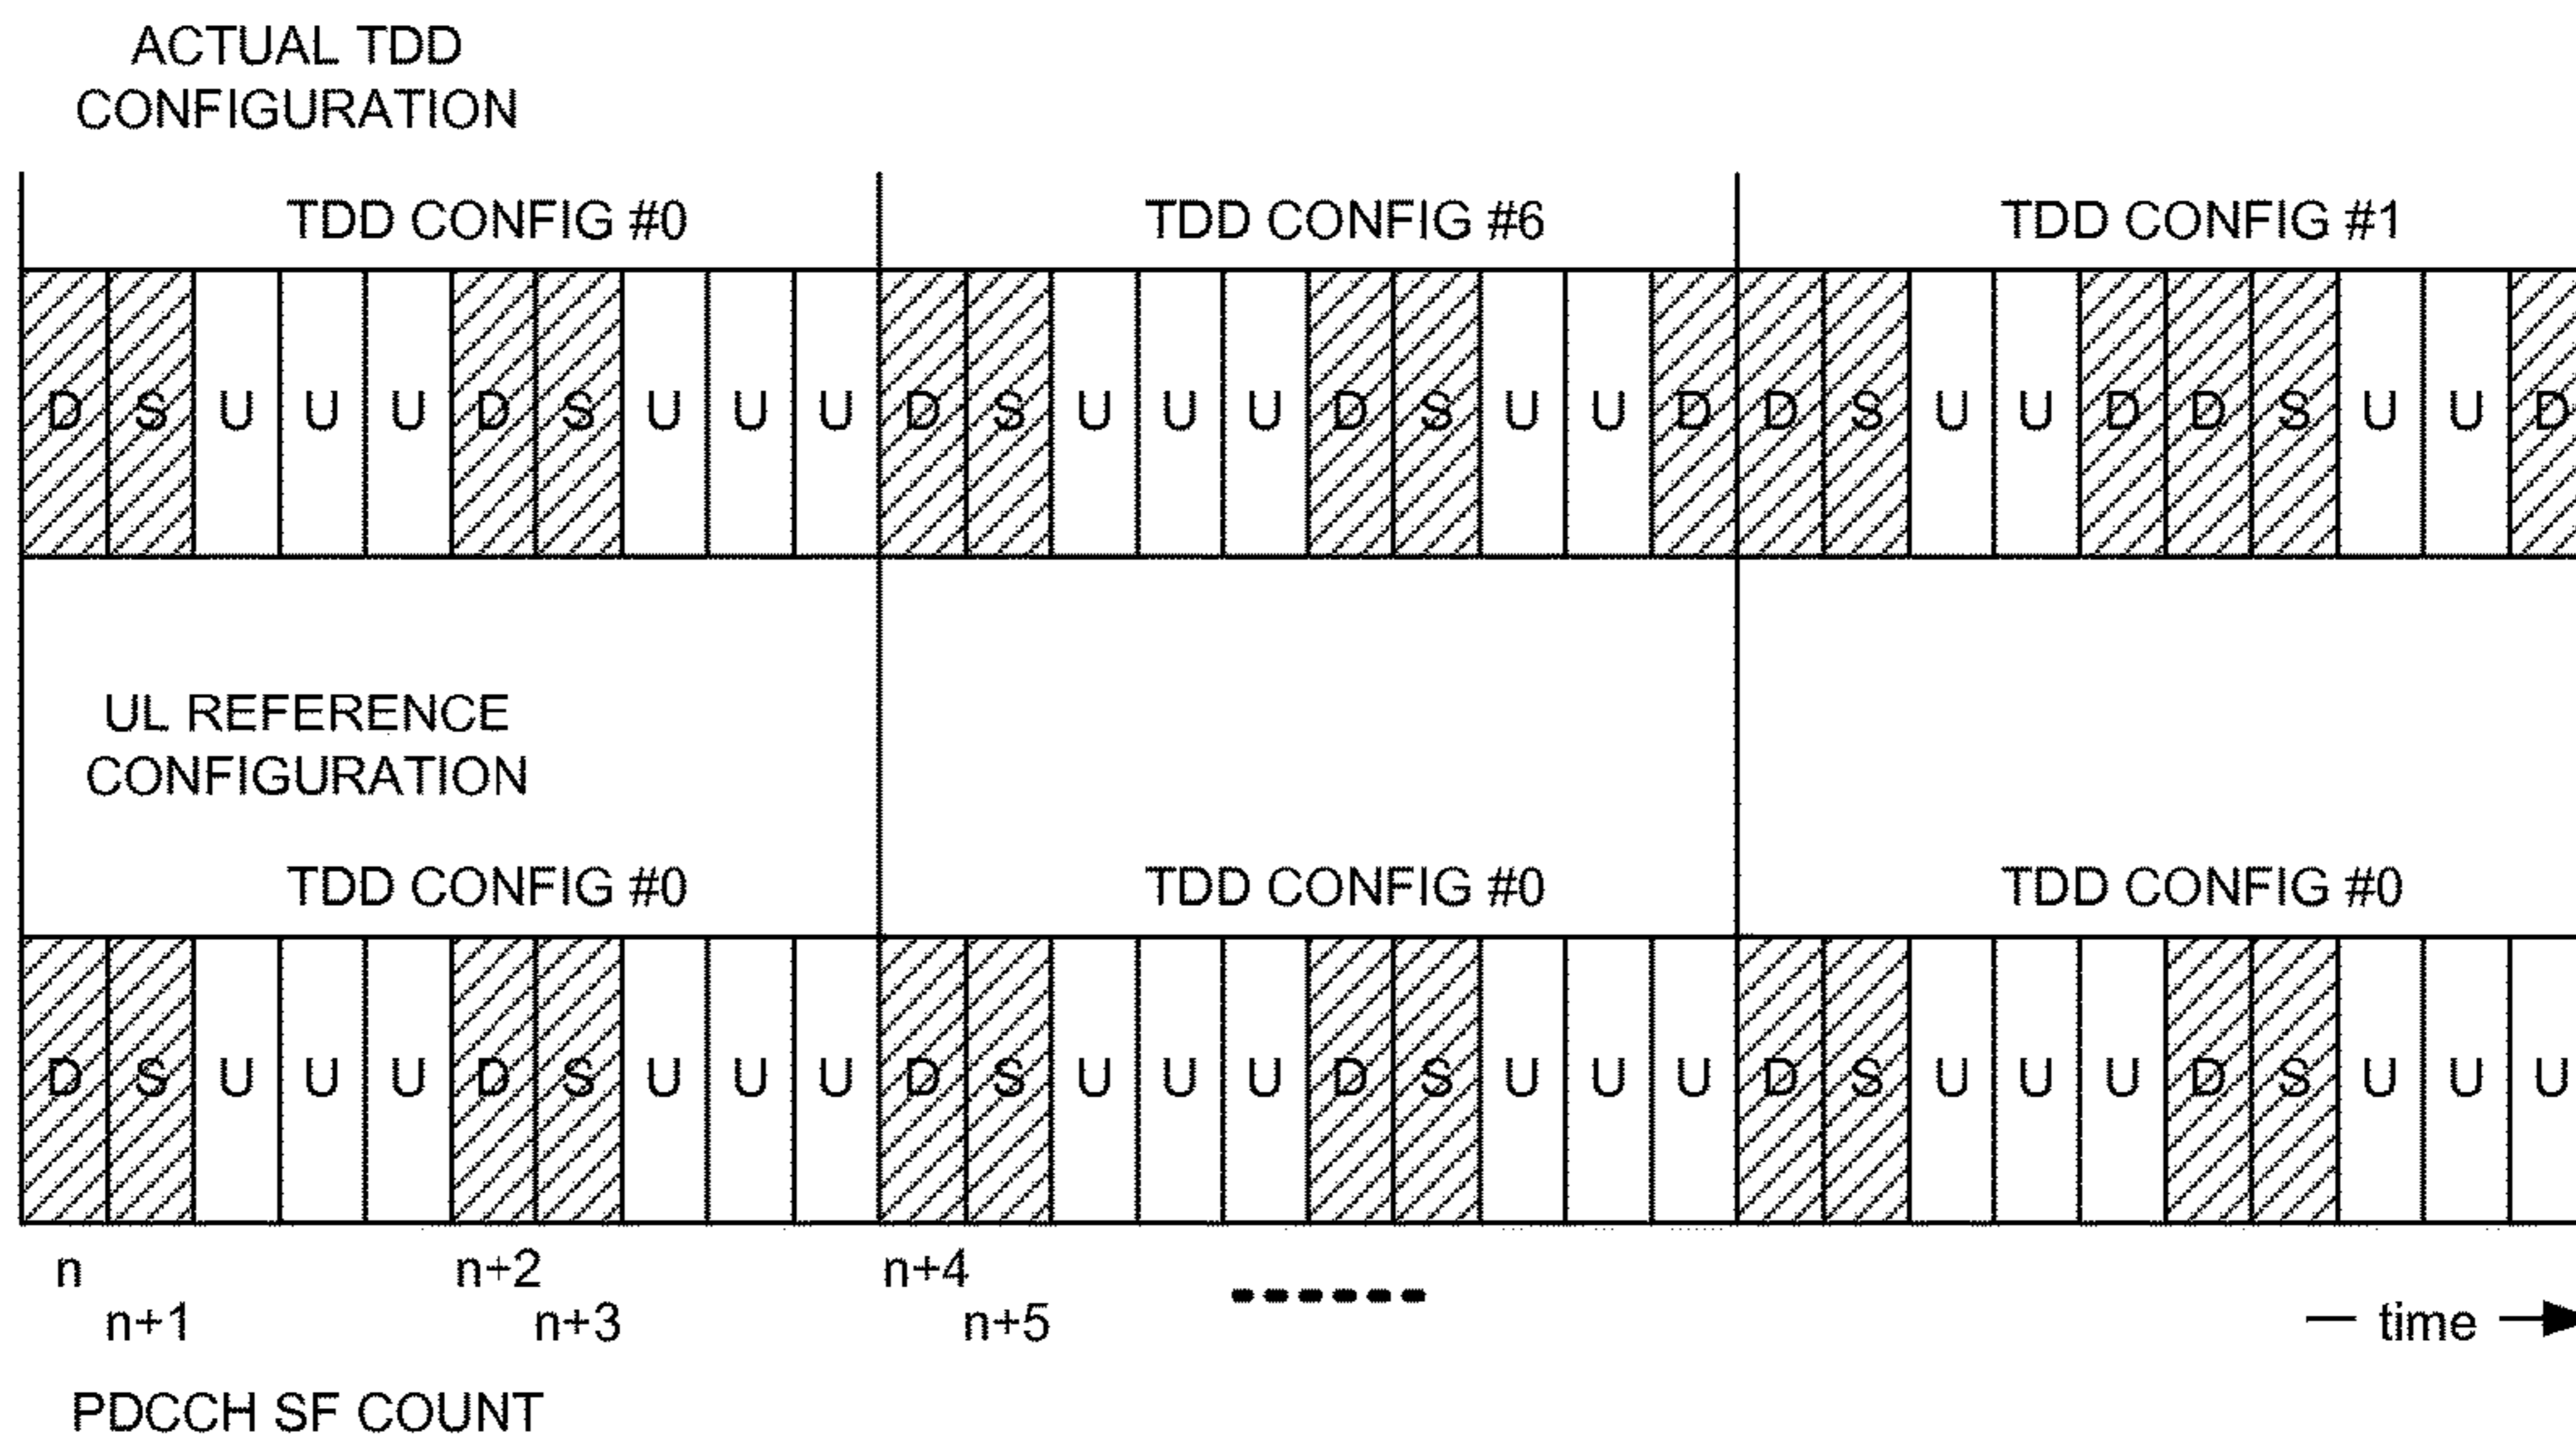 ACTUAL TDD
CONFIGURATION
TDD CONFIG #0 TDD CONFIG #6 TDD CONFIG #1
D S U U U D S U U U D S U U U D S U U D D S U U D D S U U D
UL REFERENCE
CONFIGURATION
TDD CONFIG #0 TDD CONFIG #0 TDD CONFIG #0
D S U U U D S U U U D S U U U D S U U U D S U U U D S U U U
n n+2 n+4
n+1 n+3 n+5 time
PDCCH SF COUNT